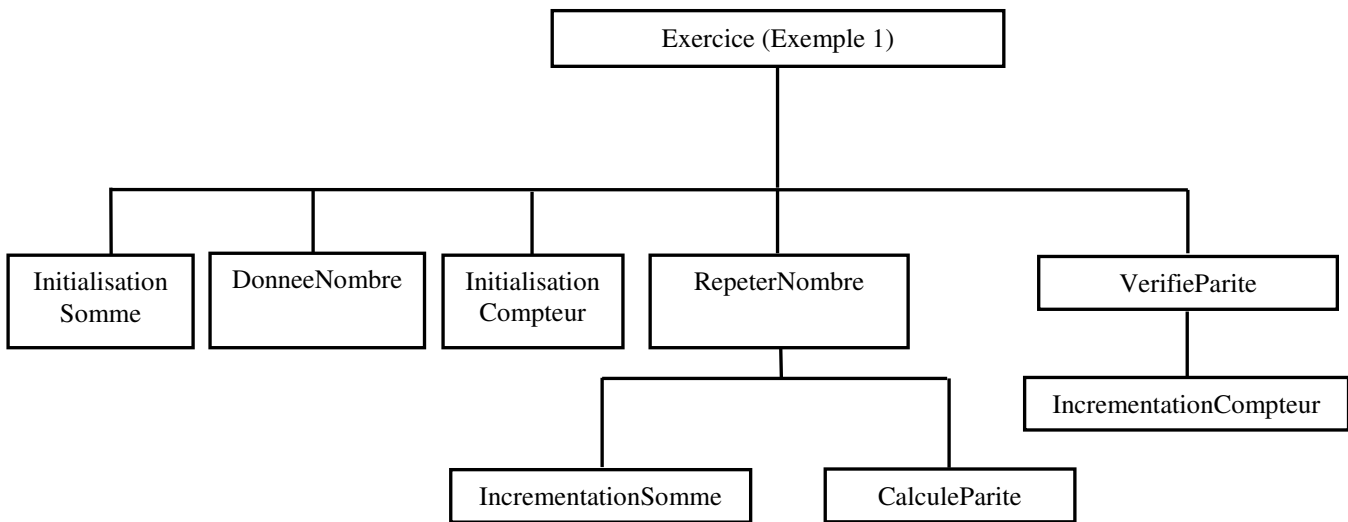 Exercice (Exemple 1)
Initialisation
Somme
DonneeNombre
Initialisation
Compteur
RepeterNombre
VerifieParite
IncrementationCompteur
IncrementationSomme
CalculeParite